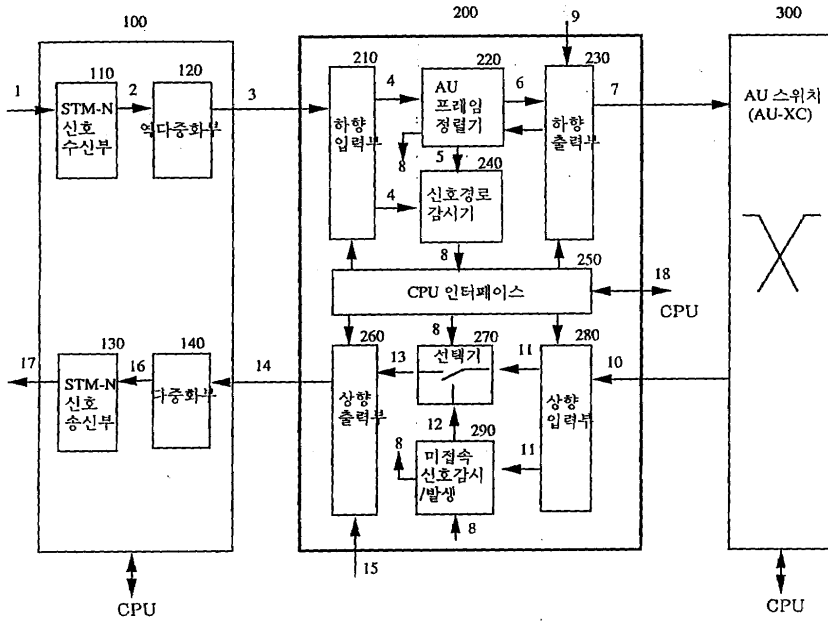 100
200
300
9
1
110
2
120
3
210
4
220
6
230
7
STM-N
신호
수신부
역다중화부
하향
입력부
AU
프레임
정렬기
하향
출력부
AU 스위치
(AU-XC)
8
5
240
4
신호경로
감시기
8
250
CPU 인터페이스
18
CPU
17
130
16
140
14
260
13
8
270
11
280
10
STM-N
신호
송신부
다중화부
상향
출력부
선택기
상향
입력부
12
290
8
11
미접속
신호감시
/발생
8
15
CPU
CPU